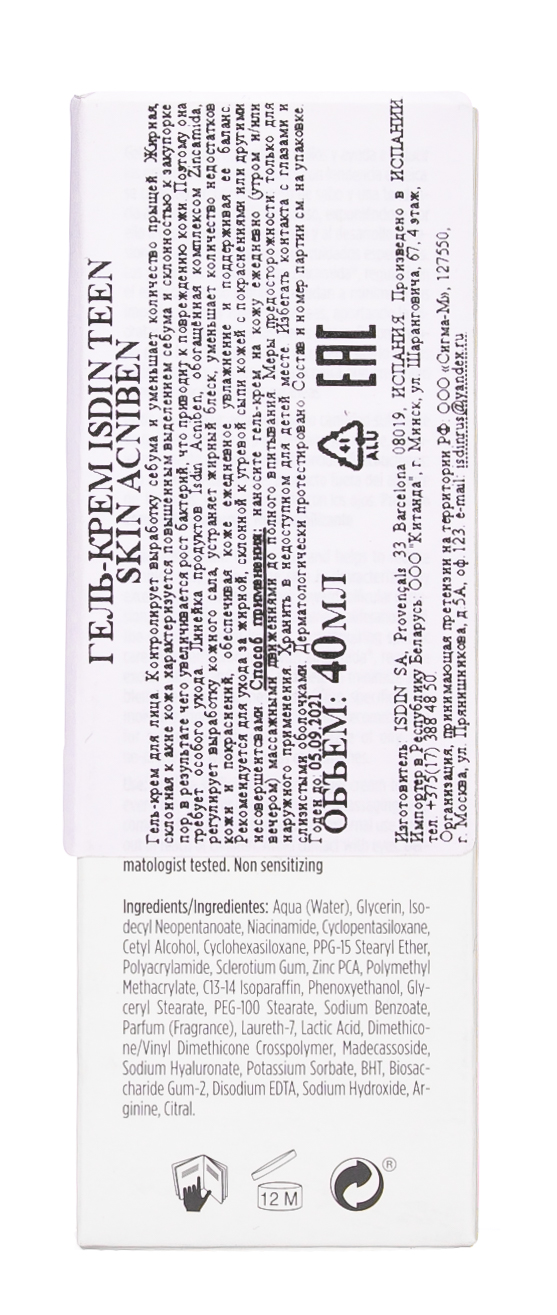 ГЕЛЬ-КРЕМ ISDIN TEEN
SKIN ACNIBEN
Гель-крем для лица Контролирует выработку себума и уменьшает количество прыщей. Жирная,
склонная к акне кожа характеризуется повышенным выделением себума и склонностью к закупорке
пор, в результате чего увеличивается рост бактерий, что приводит к повреждению кожи. Поэтому она
требует особого ухода. Линейка продуктов Isdin Acniben, обогащённая комплексом Zincamida,
регулирует выработку кожного сала, устраняет жирный блеск, уменьшает количество недостатков
кожи и покраснений, обеспечивая коже ежедневное увлажнение и поддерживая ее баланс.
Рекомендуется для ухода за жирной, склонной к угревой сыпи кожей с покраснениями или другими
несовершенствами. Способ применения: наносите гель-крем на кожу ежедневно (утром и/или
вечером) массажными движениями до полного впитывания. Меры предосторожности: только для
наружного применения. Хранить в недоступном для детей месте. Избегать контакта с глазами и
слизистыми оболочками. Дерматологически протестировано. Состав и номер партии см. на упаковке.
Годен до: 05.09.2021
ОБЪЕМ: 40 МЛ
41
ALU
EAC
Изготовитель: ISDIN SA, Provençals 33 Barcelona 08019, ИСПАНИЯ Произведено в ИСПАНИИ
Импортер в Республику Беларусь: ООО "Китанда", г. Минск, ул. Шаранговича, 67, 4 этаж,
тел. +375(17) 388 48 50.
Организация, принимающая претензии на территории РФ ООО «Сигма-М», 127550,
г. Москва, ул. Прянишникова, д 5А, оф.123. e-mail: isdinrus@yandex.ru
matologist tested. Non sensitizing
Ingredients/Ingredientes: Aqua (Water), Glycerin, Iso-
decyl Neopentanoate, Niacinamide, Cyclopentasiloxane,
Cetyl Alcohol, Cyclohexasiloxane, PPG-15 Stearyl Ether,
Polyacrylamide, Sclerotium Gum, Zinc PCA, Polymethyl
Methacrylate, C13-14 Isoparaffin, Phenoxyethanol, Gly-
ceryl Stearate, PEG-100 Stearate, Sodium Benzoate,
Parfum (Fragrance), Laureth-7, Lactic Acid, Dimethico-
ne/Vinyl Dimethicone Crosspolymer, Madecassoside,
Sodium Hyaluronate, Potassium Sorbate, BHT, Biosac-
charide Gum-2, Disodium EDTA, Sodium Hydroxide, Ar-
ginine, Citral.
12 M
®